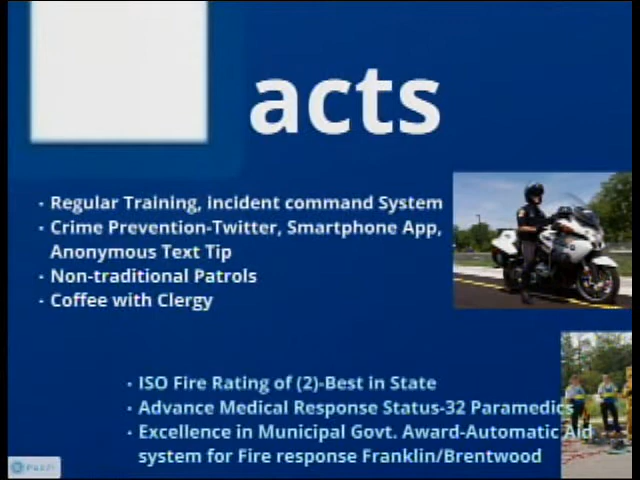 acts
· Regular Training, incident command System
· Crime Prevention-Twitter, Smartphone App,
Anonymous Text Tip
· Non-traditional Patrols
· Coffee with Clergy
· ISO Fire Rating of (2)-Best in State
· Advance Medical Response Status-32 Paramedics
· Excellence in Municipal Govt. Award-Automatic Aid
system for Fire response Franklin/Brentwood